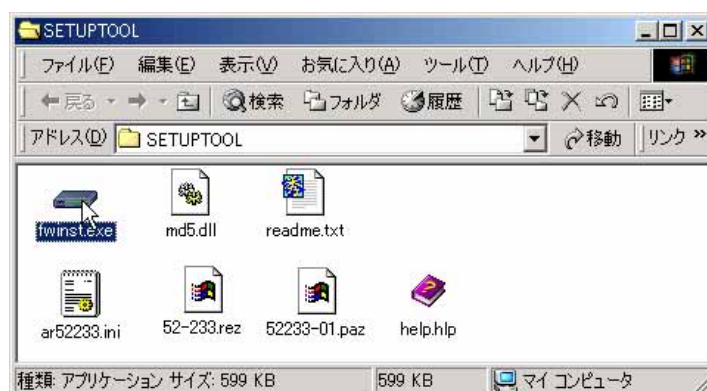 SETUPTOOL
ファイル(F) 編集(E) 表示(V) お気に入り(A) ツール(T) ヘルプ(H)
戻る 検索 フォルダ 履歴
アドレス(D) SETUPTOOL 移動 リンク »
fwinst.exe md5.dll readme.txt
ar52233.ini 52-233.rez 52233-01.paz help.hlp
種類: アプリケーション サイズ: 599 KB 599 KB マイ コンピュータ